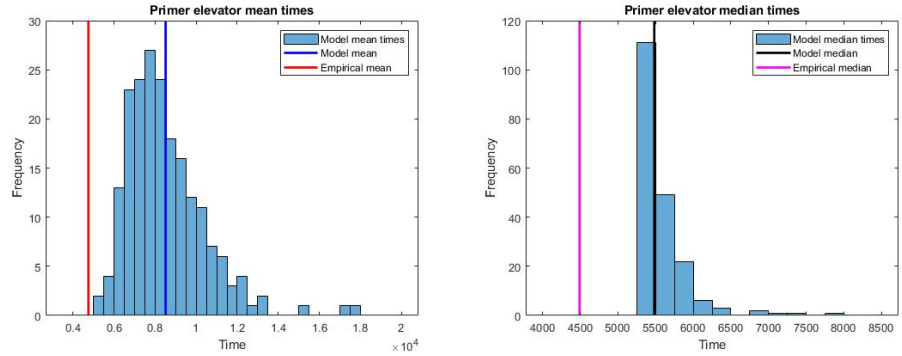 Primer elevator mean times
30
25
20
15
10
5
0
Frequency
Model mean times
Model mean
Empirical mean
0.4 0.6 0.8 1 1.2 1.4 1.6 1.8 2
Time
× 10^4
Primer elevator median times
120
100
80
60
40
20
0
Frequency
Model median times
Model median
Empirical median
4000 4500 5000 5500 6000 6500 7000 7500 8000 8500
Time